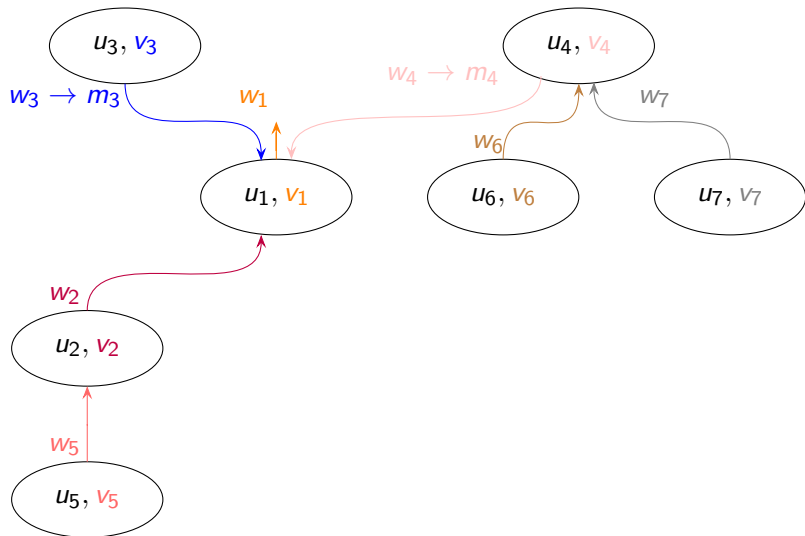 u₃, v₃
u₄, v₄
w₃ → m₃
w₁
w₄ → m₄
w₇
w₆
u₁, v₁
u₆, v₆
u₇, v₇
w₂
u₂, v₂
w₅
u₅, v₅